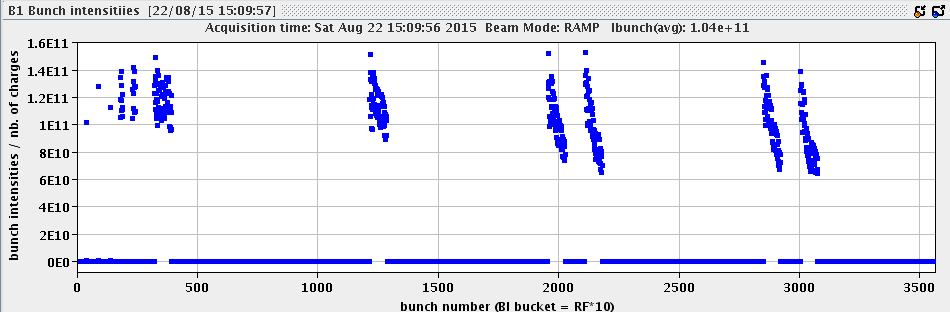 B1 Bunch intensitiies [22/08/15 15:09:57]
Acquisition time: Sat Aug 22 15:09:56 2015 Beam Mode: RAMP Ibunch(avg): 1.04e+11
bunch intensities / nb. of charges
1.6E11
1.4E11
1.2E11
1E11
8E10
6E10
4E10
2E10
0E0
0 500 1000 1500 2000 2500 3000 3500
bunch number (BI bucket = RF*10)